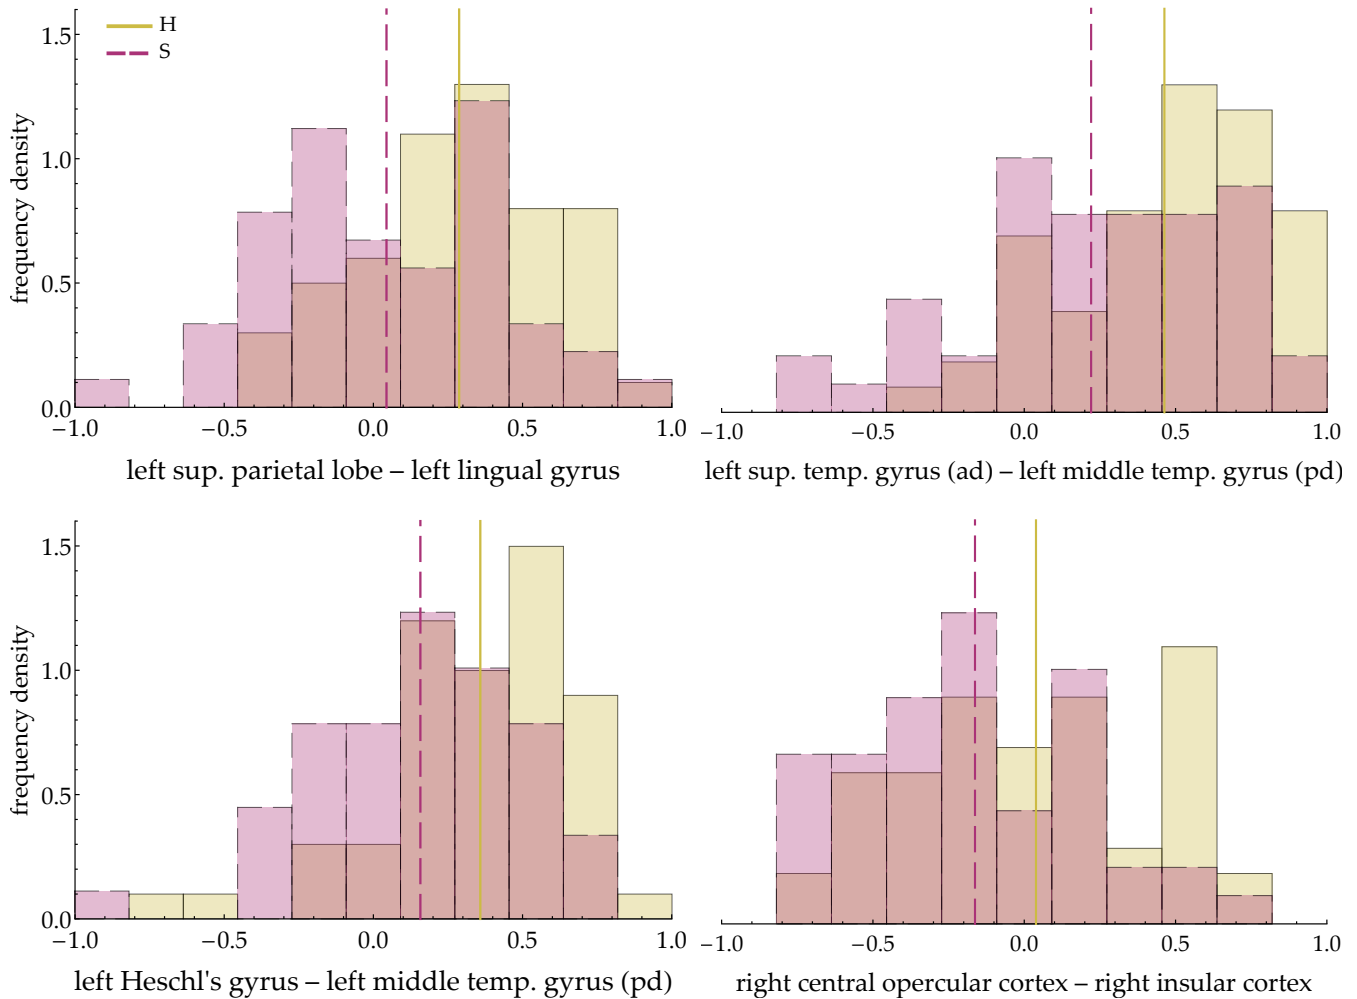 H
S
1.5
1.0
0.5
0.0
frequency density
−1.0 −0.5 0.0 0.5 1.0
left sup. parietal lobe – left lingual gyrus
−1.0 −0.5 0.0 0.5 1.0
left sup. temp. gyrus (ad) – left middle temp. gyrus (pd)
1.5
1.0
0.5
0.0
frequency density
−1.0 −0.5 0.0 0.5 1.0
left Heschl's gyrus – left middle temp. gyrus (pd)
−1.0 −0.5 0.0 0.5 1.0
right central opercular cortex – right insular cortex